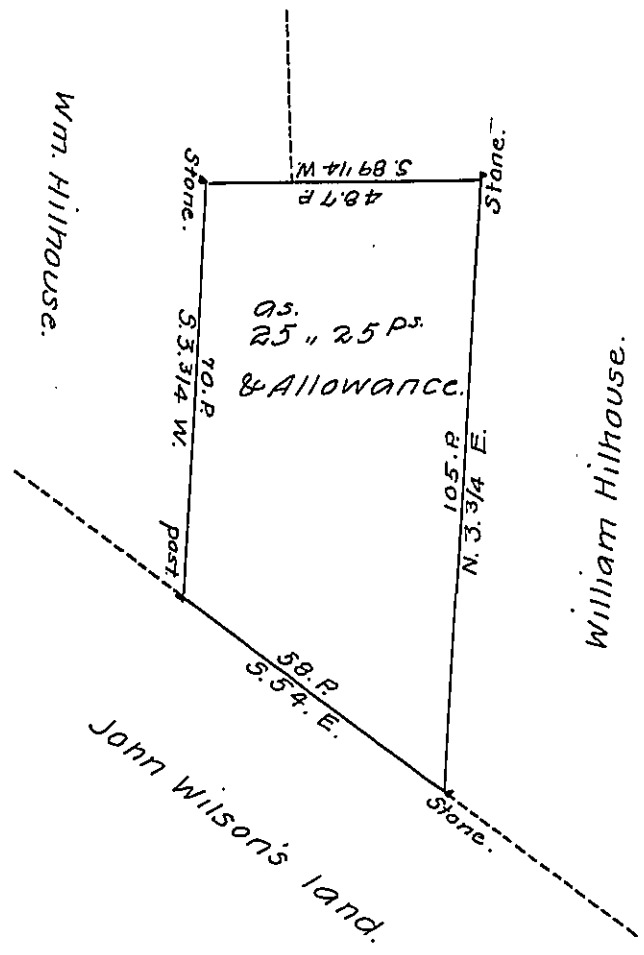 Wm. Hilhouse.
Stone.
S. 89 1/4 W.
48.7 P.
Stone.
as.
25 ,, 25 Ps.
& Allowance.
70. P.
S. 3. 3/4 W.
105. P.
N. 3. 3/4 E.
William Hilhouse.
post
58. P.
S. 54. E.
Stone.
John Wilson's land.